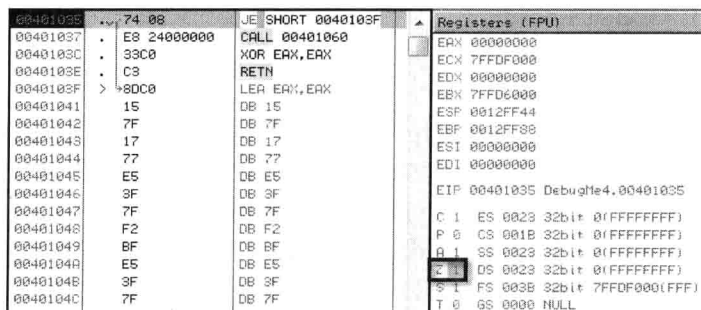 00401035 . 74 08 JE SHORT 0040103F
00401037 . E8 24000000 CALL 00401060
0040103C . 33C0 XOR EAX,EAX
0040103E . C3 RETN
0040103F > 8DC0 LEA EAX,EAX
00401041 15 DB 15
00401042 7F DB 7F
00401043 17 DB 17
00401044 77 DB 77
00401045 E5 DB E5
00401046 3F DB 3F
00401047 7F DB 7F
00401048 F2 DB F2
00401049 BF DB BF
0040104A E5 DB E5
0040104B 3F DB 3F
0040104C 7F DB 7F
Registers (FPU)
EAX 00000000
ECX 7FFDF000
EDX 00000000
EBX 7FFD6000
ESP 0012FF44
EBP 0012FF88
ESI 00000000
EDI 00000000
EIP 00401035 DebugMe4.00401035
C 1 ES 0023 32bit 0(FFFFFFFF)
P 0 CS 001B 32bit 0(FFFFFFFF)
A 1 SS 0023 32bit 0(FFFFFFFF)
Z 1 DS 0023 32bit 0(FFFFFFFF)
S 1 FS 003B 32bit 7FFDF000(FFF)
T 0 GS 0000 NULL